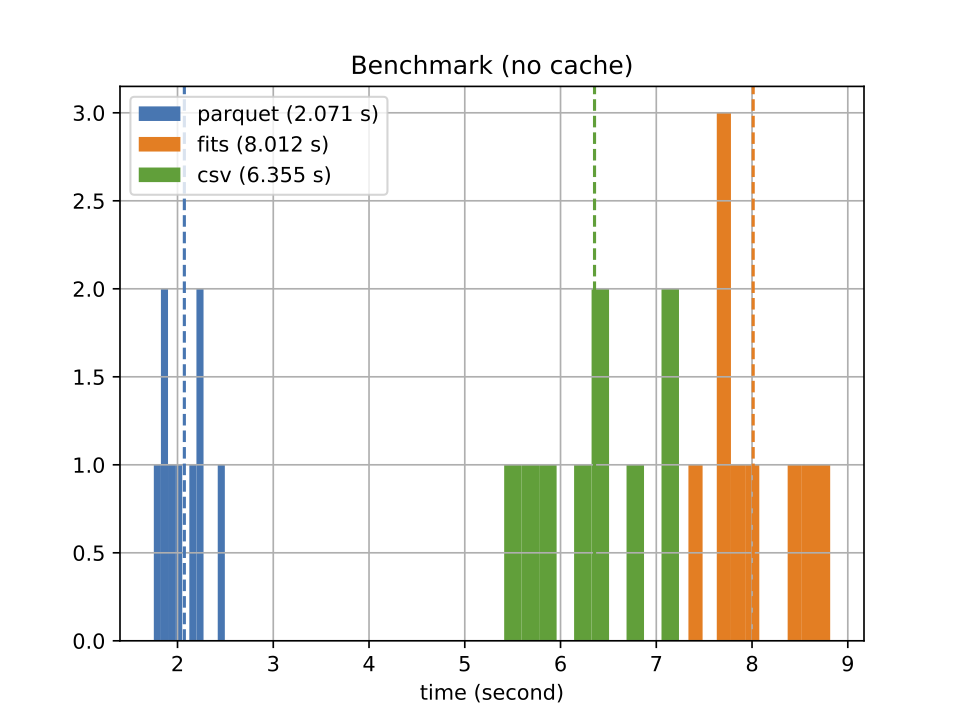 Benchmark (no cache)
parquet (2.071 s)
fits (8.012 s)
csv (6.355 s)
3.0
2.5
2.0
1.5
1.0
0.5
0.0
2 3 4 5 6 7 8 9
time (second)